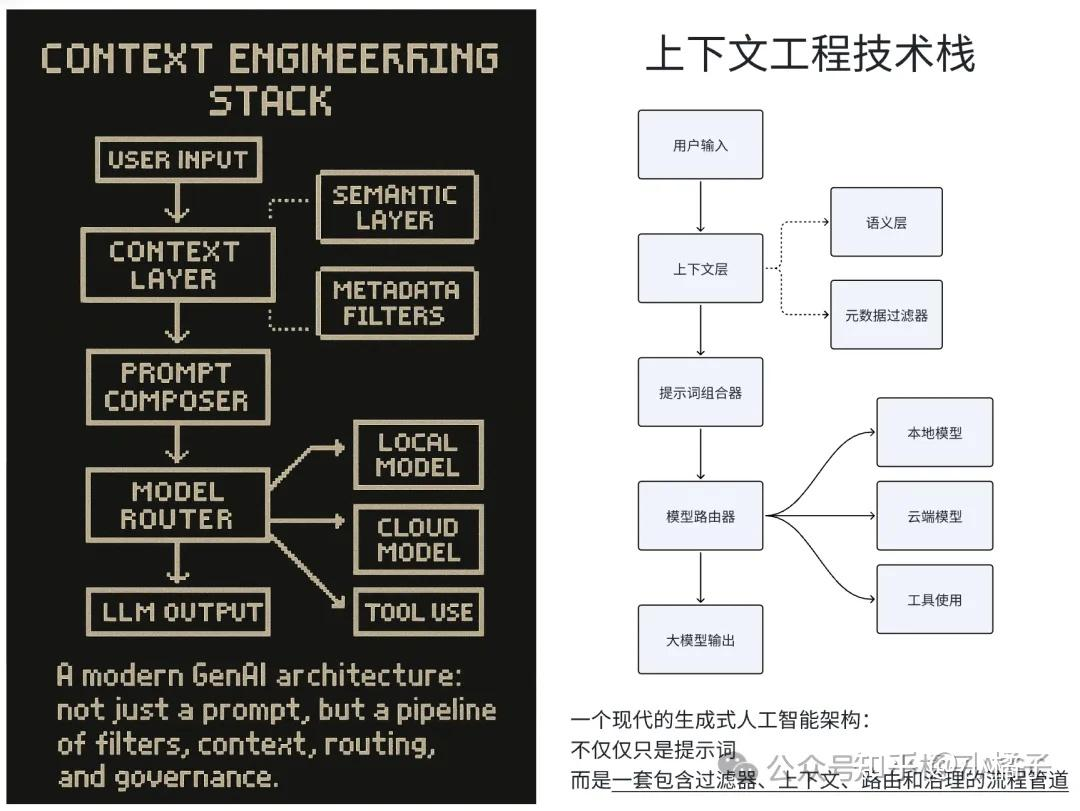 CONTEXT ENGINEERRING
STACK
USER INPUT
SEMANTIC
LAYER
CONTEXT
LAYER
METADATA
FILTERS
PROMPT
COMPOSER
LOCAL
MODEL
MODEL
ROUTER
CLOUD
MODEL
LLM OUTPUT
TOOL USE
A modern GenAI architecture:
not just a prompt, but a pipeline
of filters, context, routing,
and governance.
上下文工程技术栈
用户输入
语义层
上下文层
元数据过滤器
提示词组合器
本地模型
模型路由器
云端模型
工具使用
大模型输出
一个现代的生成式人工智能架构：
不仅仅只是提示词
而是一套包含过滤器、上下文、路由和治理的流程管道
公众号
知乎